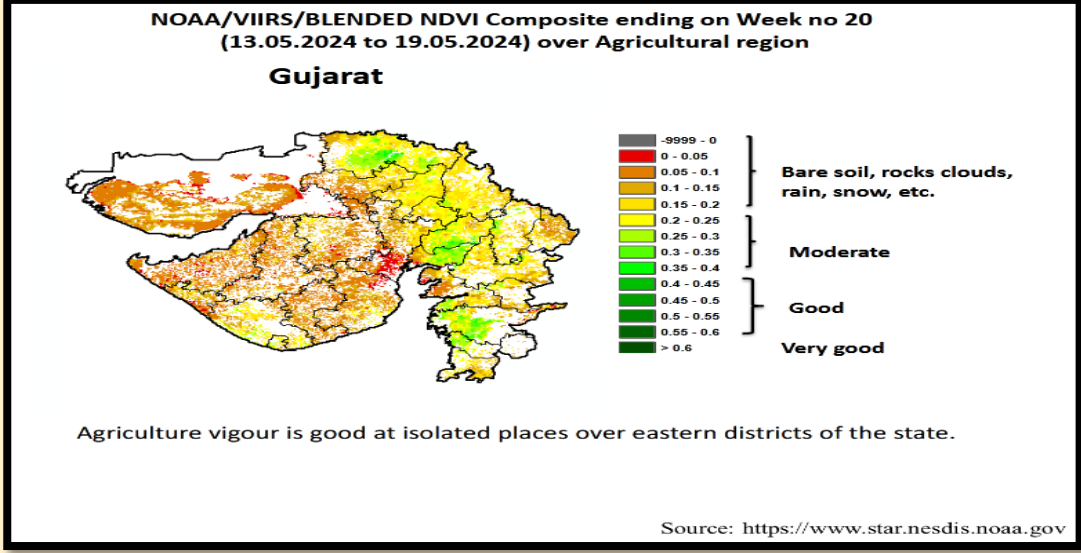 NOAA/VIIRS/BLENDED NDVI Composite ending on Week no 20
(13.05.2024 to 19.05.2024) over Agricultural region
Gujarat
-9999 - 0
0 - 0.05
0.05 - 0.1
0.1 - 0.15
0.15 - 0.2
0.2 - 0.25
0.25 - 0.3
0.3 - 0.35
0.35 - 0.4
0.4 - 0.45
0.45 - 0.5
0.5 - 0.55
0.55 - 0.6
> 0.6
Bare soil, rocks clouds,
rain, snow, etc.
Moderate
Good
Very good
Agriculture vigour is good at isolated places over eastern districts of the state.
Source: https://www.star.nesdis.noaa.gov